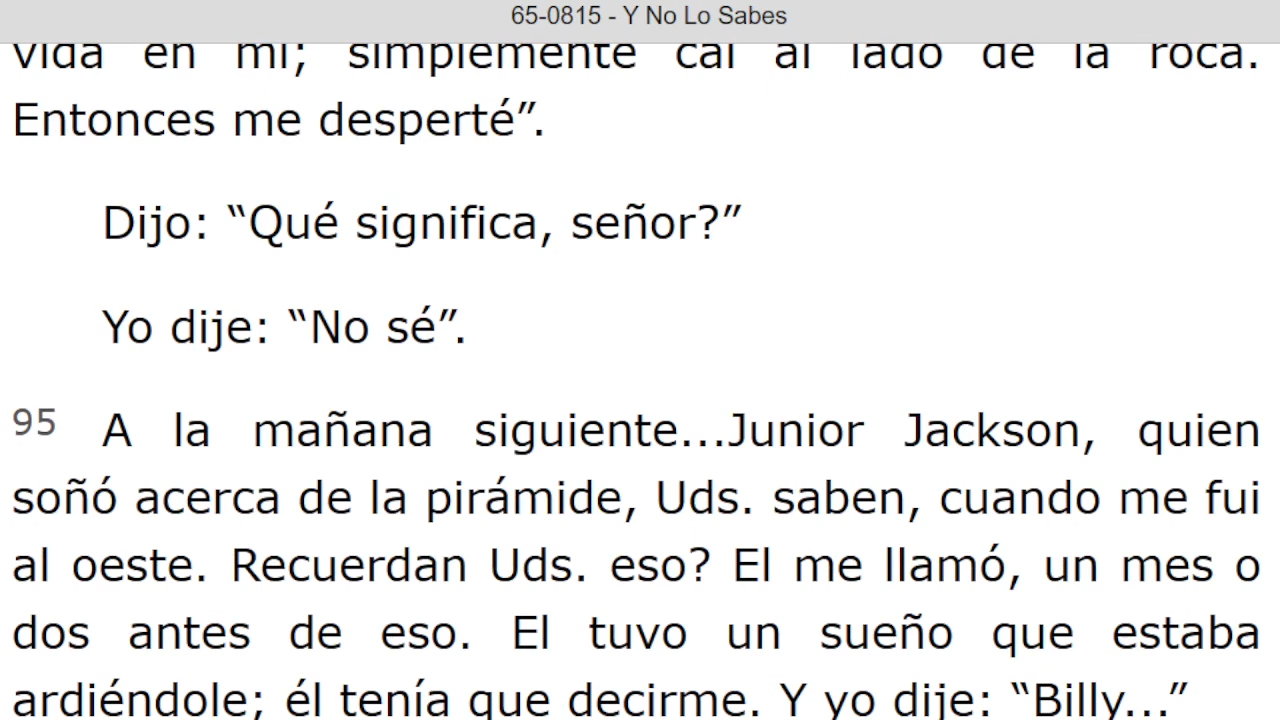 65-0815 - Y No Lo Sabes
vida en mí; simplemente caí al lado de la roca.
Entonces me desperté”.
Dijo: “Qué significa, señor?”
Yo dije: “No sé”.
95 A la mañana siguiente...Junior Jackson, quien
soñó acerca de la pirámide, Uds. saben, cuando me fui
al oeste. Recuerdan Uds. eso? El me llamó, un mes o
dos antes de eso. El tuvo un sueño que estaba
ardiéndole; él tenía que decirme. Y yo dije: “Billy...”